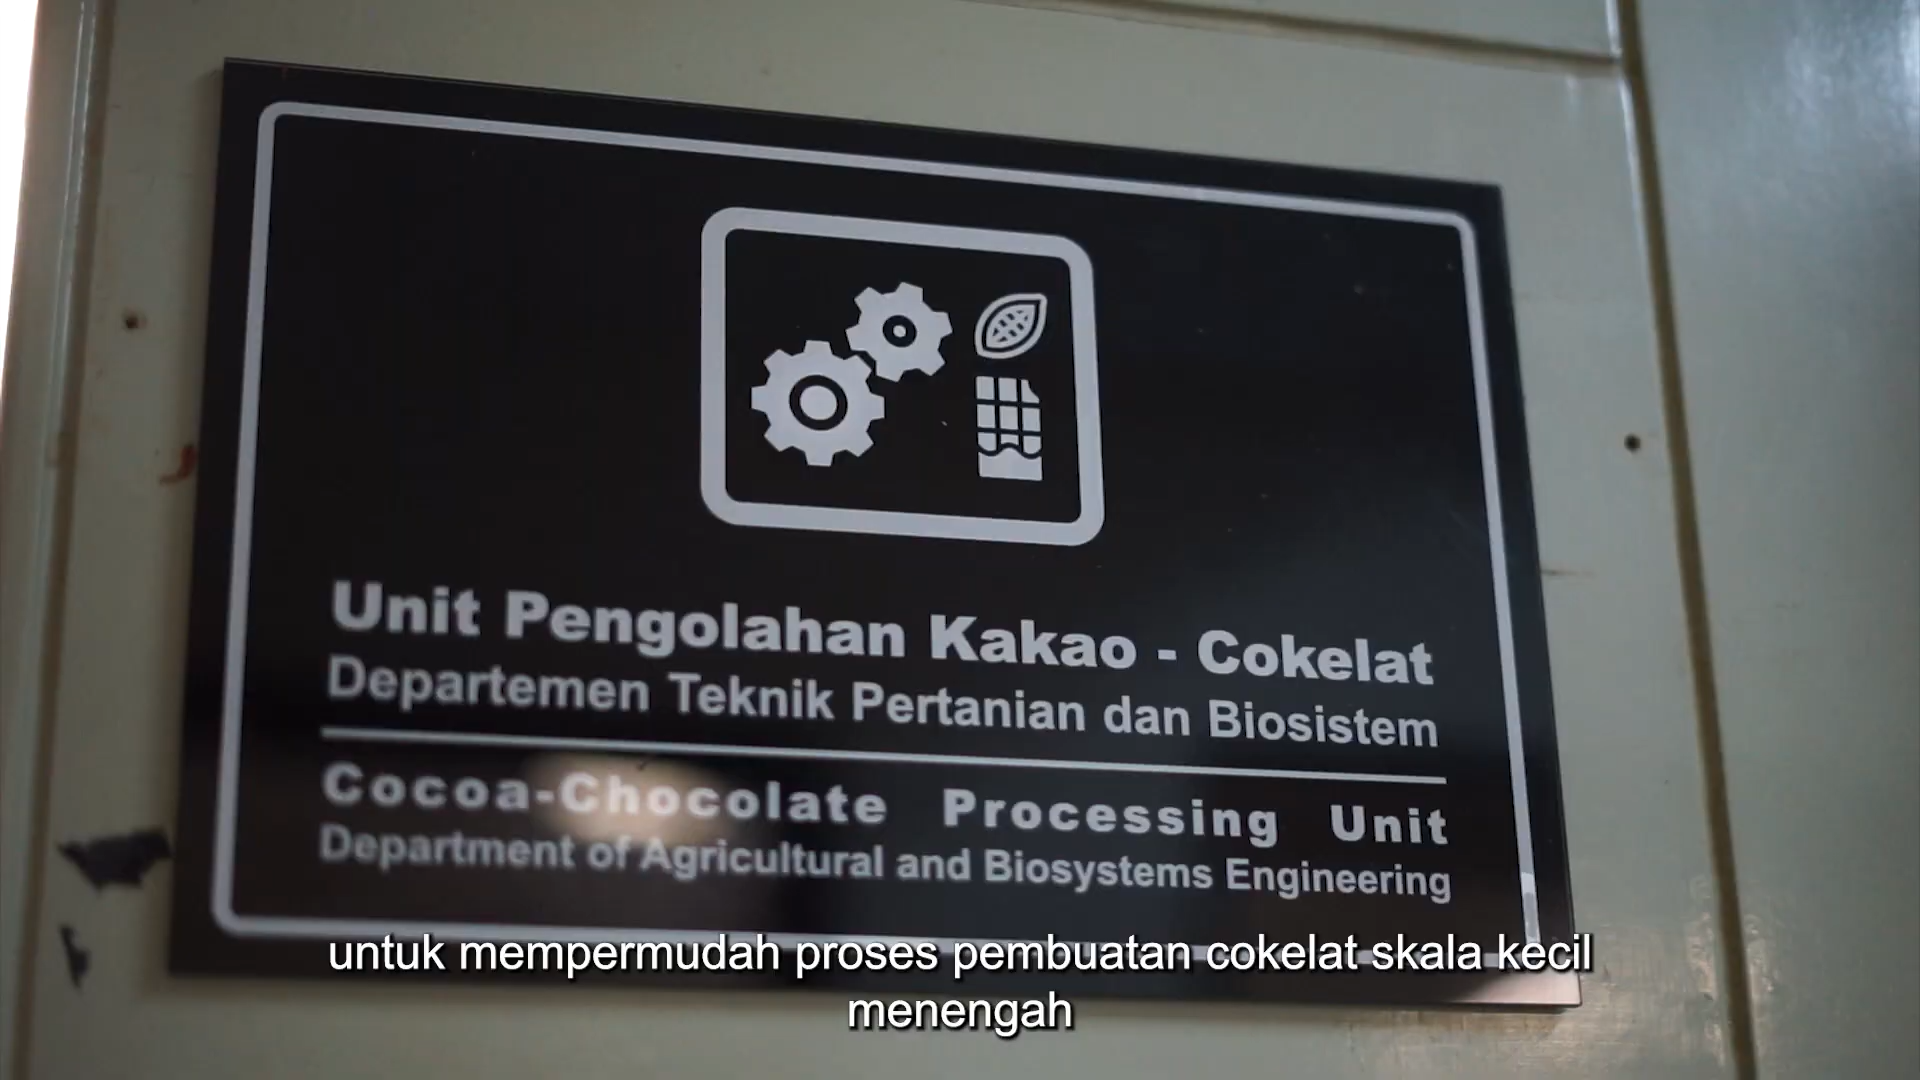 Unit Pengolahan Kakao - Cokelat
Departemen Teknik Pertanian dan Biosistem
Cocoa-Chocolate Processing Unit
Department of Agricultural and Biosystems Engineering
untuk mempermudah proses pembuatan cokelat skala kecil
menengah